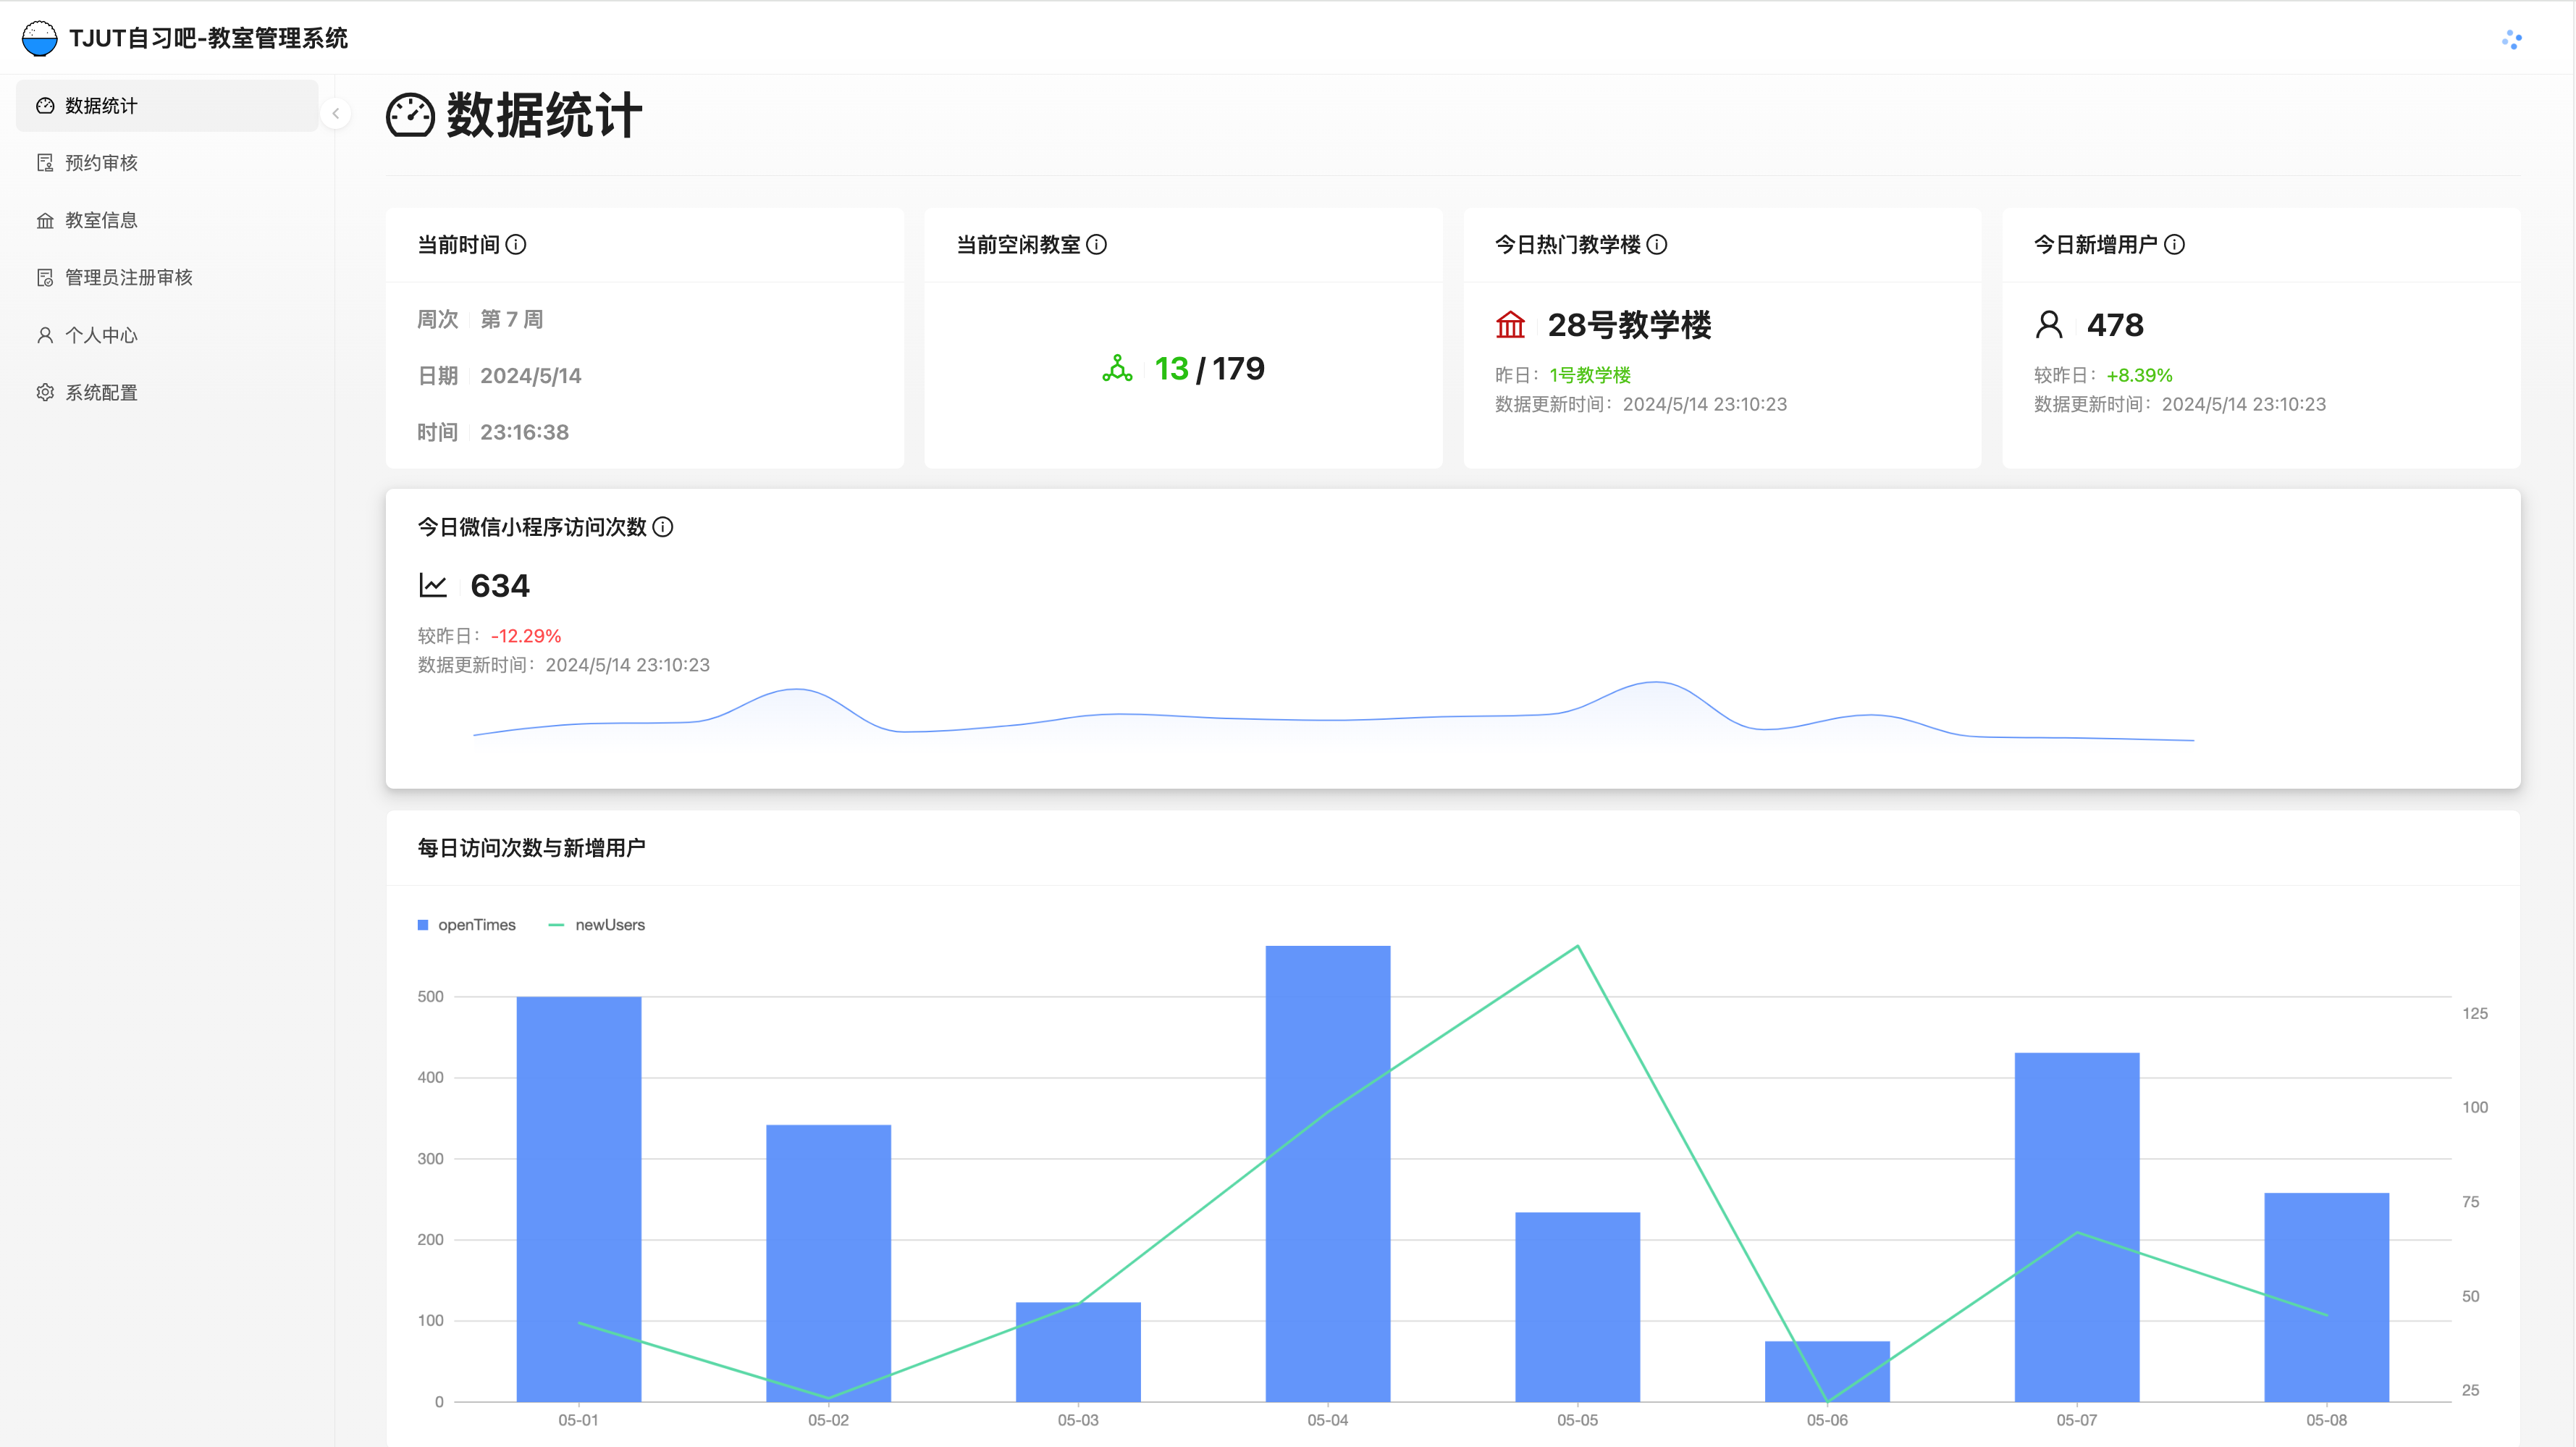 TJUT自习吧-教室管理系统
数据统计
预约审核
教室信息
管理员注册审核
个人中心
系统配置
数据统计
当前时间
周次 第 7 周
日期 2024/5/14
时间 23:16:38
当前空闲教室
13 / 179
今日热门教学楼
28号教学楼
昨日：1号教学楼
数据更新时间：2024/5/14 23:10:23
今日新增用户
478
较昨日：+8.39%
数据更新时间：2024/5/14 23:10:23
今日微信小程序访问次数
634
较昨日：-12.29%
数据更新时间：2024/5/14 23:10:23
每日访问次数与新增用户
openTimes newUsers
500
400
300
200
100
0
125
100
75
50
25
05-01 05-02 05-03 05-04 05-05 05-06 05-07 05-08